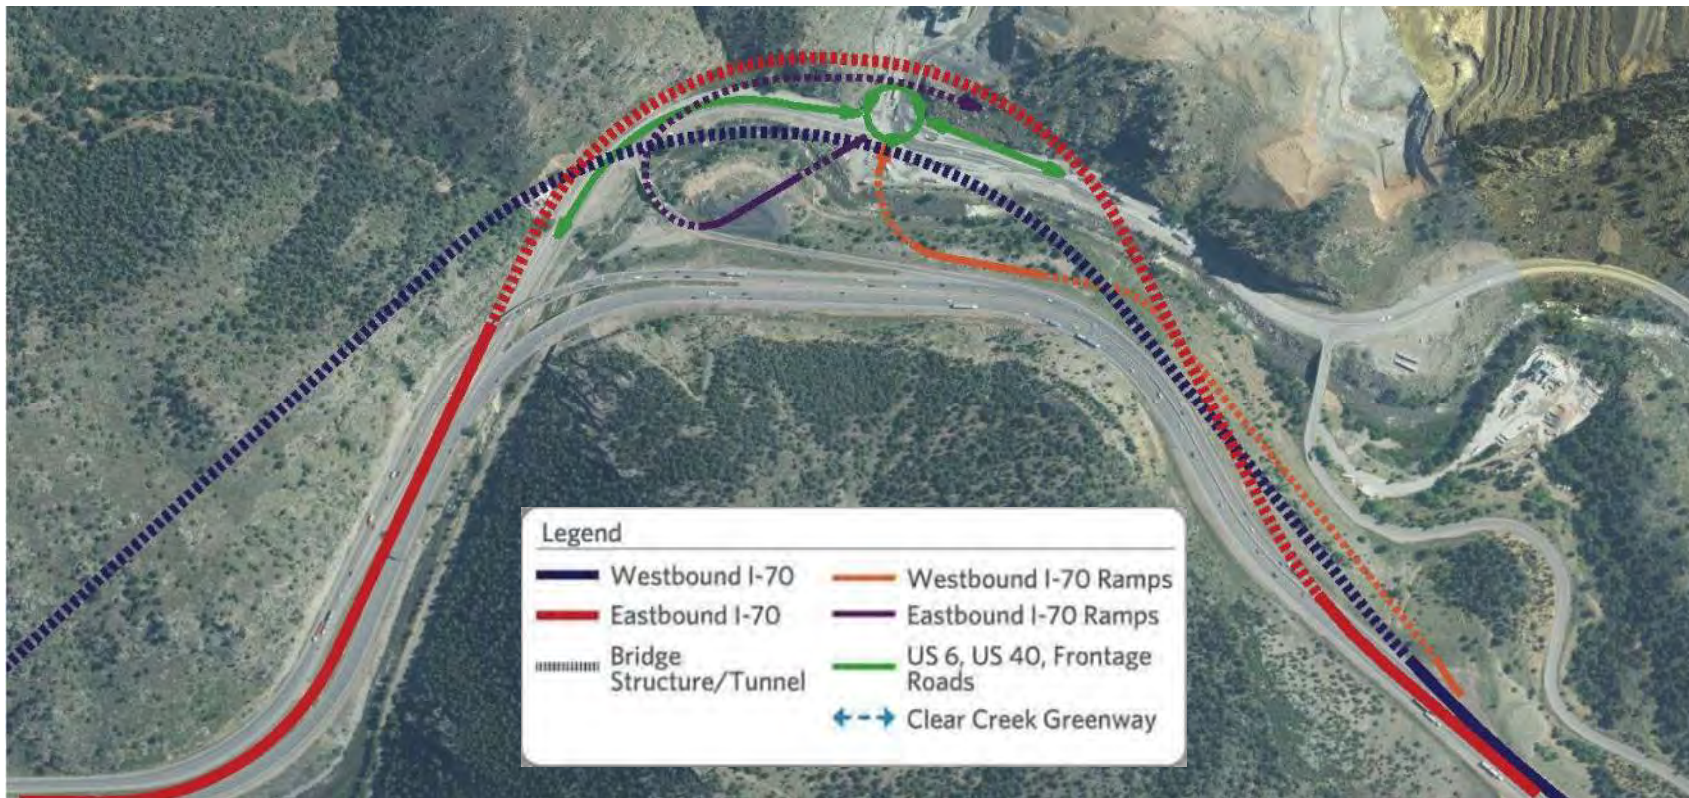 Legend
Westbound I-70
Eastbound I-70
Bridge
Structure/Tunnel
Westbound I-70 Ramps
Eastbound I-70 Ramps
US 6, US 40, Frontage
Roads
Clear Creek Greenway